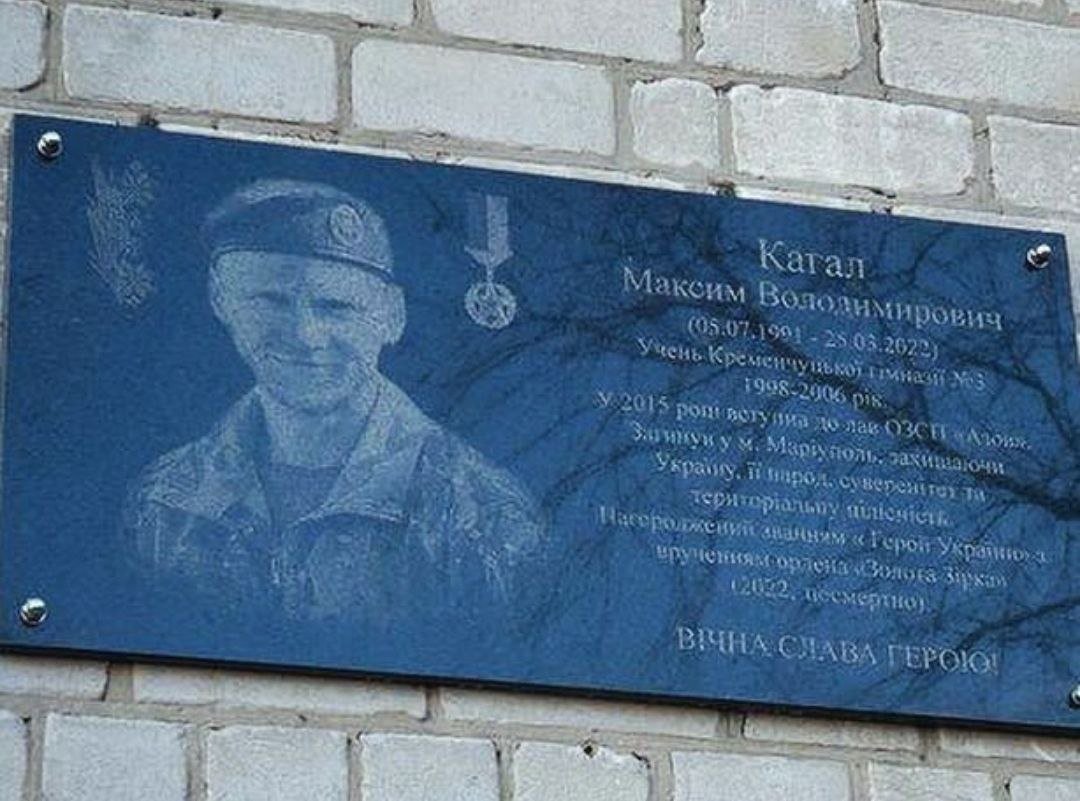 Кагал
Максим Володимирович
(05.07.1991 - 25.03.2022)
Учень Кременчуцької гімназії №3
1998-2006 рік.
У 2015 році вступив до лав ОЗСП «Азов».
Загинув у м. Маріуполь, захищаючи
Україну, її народ, суверенітет та
територіальну цілісність.
Нагороджений званням « Герой України» з
врученням ордена «Золота Зірка»
(2022, посмертно).
ВІЧНА СЛАВА ГЕРОЮ!